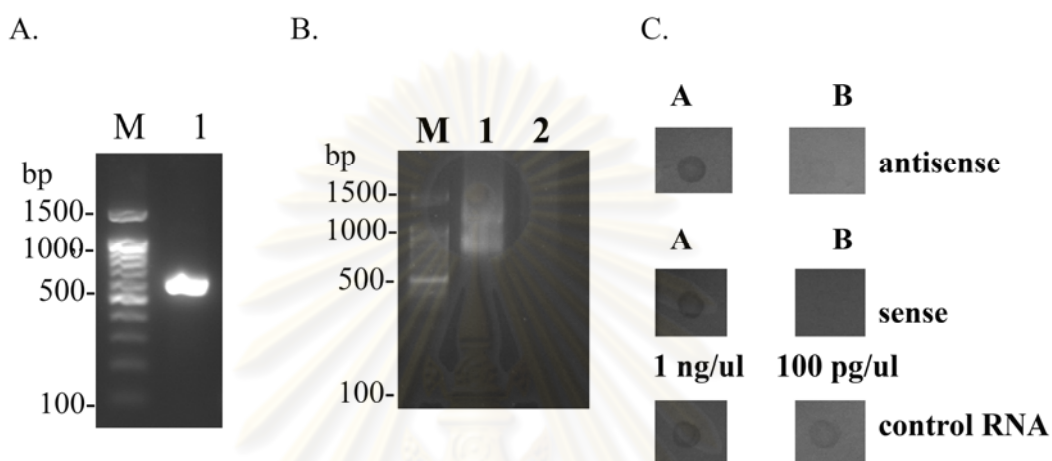 A.
M 1
bp
1500-
1000-
500-
100-
B.
M 1 2
bp
1500-
1000-
500-
100-
C.
A B
antisense
A B
sense
1 ng/ul 100 pg/ul
control RNA